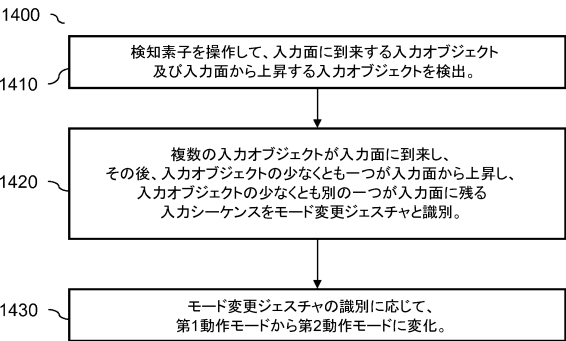 1400
1410
検知素子を操作して、入力面に到来する入力オブジェクト
及び入力面から上昇する入力オブジェクトを検出。
1420
複数の入力オブジェクトが入力面に到来し、
その後、入力オブジェクトの少なくとも一つが入力面から上昇し、
入力オブジェクトの少なくとも別の一つが入力面に残る
入力シーケンスをモード変更ジェスチャと識別。
1430
モード変更ジェスチャの識別に応じて、
第1動作モードから第2動作モードに変化。